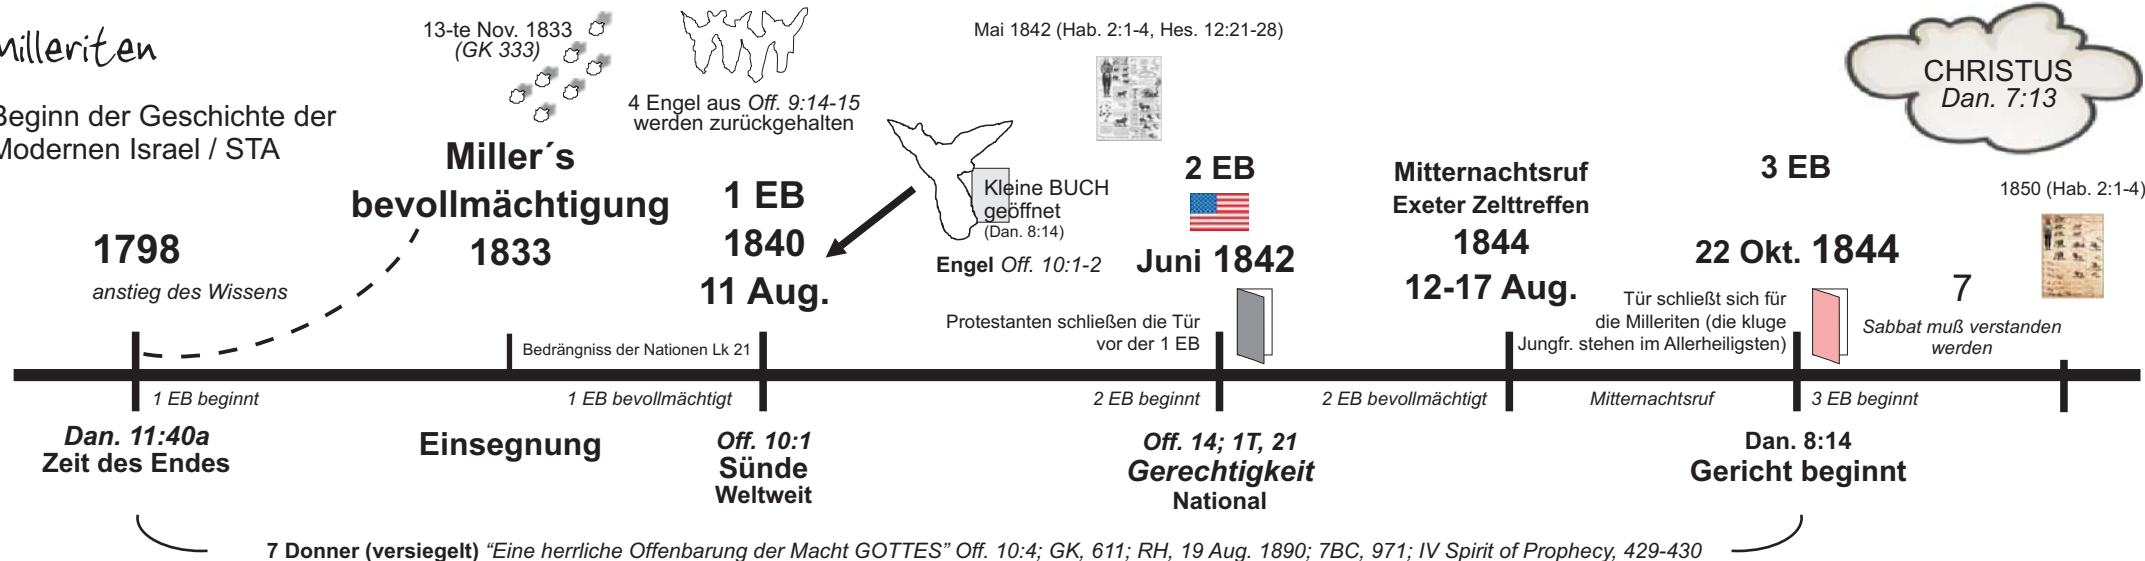 Milleriten
Beginn der Geschichte der
Modernen Israel / STA
13-te Nov. 1833
(GK 333)
4 Engel aus Off. 9:14-15
werden zurückgehalten
Mai 1842 (Hab. 2:1-4, Hes. 12:21-28)
CHRISTUS
Dan. 7:13
1798
anstieg des Wissens
Miller´s
bevollmächtigung
1833
1 EB
1840
11 Aug.
Kleine BUCH
geöffnet
(Dan. 8:14)
Engel Off. 10:1-2
2 EB
Juni 1842
Mitternachtsruf
Exeter Zelttreffen
1844
12-17 Aug.
3 EB
22 Okt. 1844
1850 (Hab. 2:1-4)
7
Sabbat muß verstanden
werden
Bedrängniss der Nationen Lk 21
Protestanten schließen die Tür
vor der 1 EB
Tür schließt sich für
die Milleriten (die kluge
Jungfr. stehen im Allerheiligsten)
1 EB beginnt
1 EB bevollmächtigt
2 EB beginnt
2 EB bevollmächtigt
Mitternachtsruf
3 EB beginnt
Dan. 11:40a
Zeit des Endes
Einsegnung
Off. 10:1
Sünde
Weltweit
Off. 14; 1T, 21
Gerechtigkeit
National
Dan. 8:14
Gericht beginnt
7 Donner (versiegelt) “Eine herrliche Offenbarung der Macht GOTTES” Off. 10:4; GK, 611; RH, 19 Aug. 1890; 7BC, 971; IV Spirit of Prophecy, 429-430